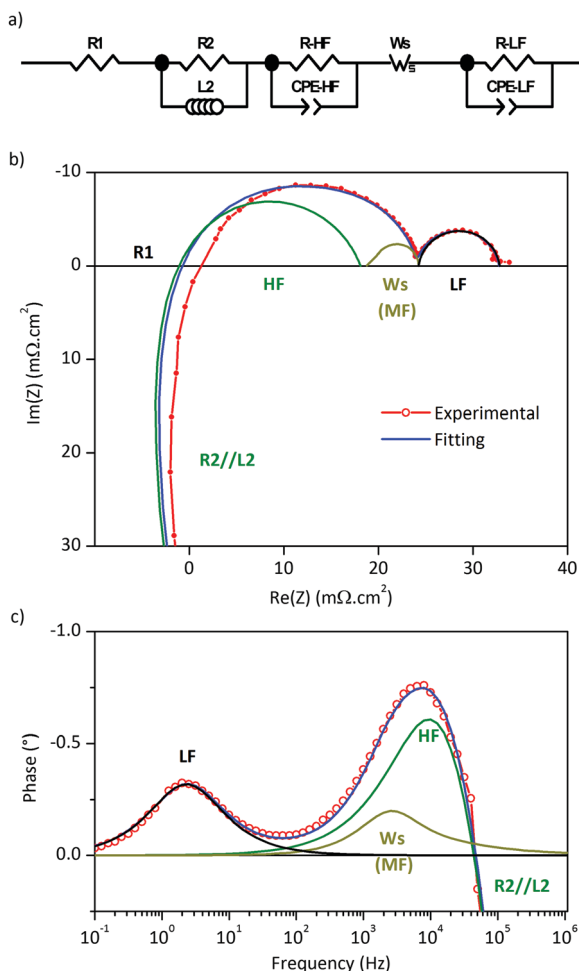 a)
R1 R2 R-HF Ws R-LF
L2 CPE-HF CPE-LF
b)
-10
0
10
20
30
Im(Z) (mΩ.cm²)
R1
HF
Ws
(MF)
LF
Experimental
Fitting
R2//L2
0 10 20 30 40
Re(Z) (mΩ.cm²)
c)
-1.0
-0.5
0.0
Phase (°)
LF
HF
Ws
(MF)
R2//L2
10⁻¹ 10⁰ 10¹ 10² 10³ 10⁴ 10⁵ 10⁶
Frequency (Hz)